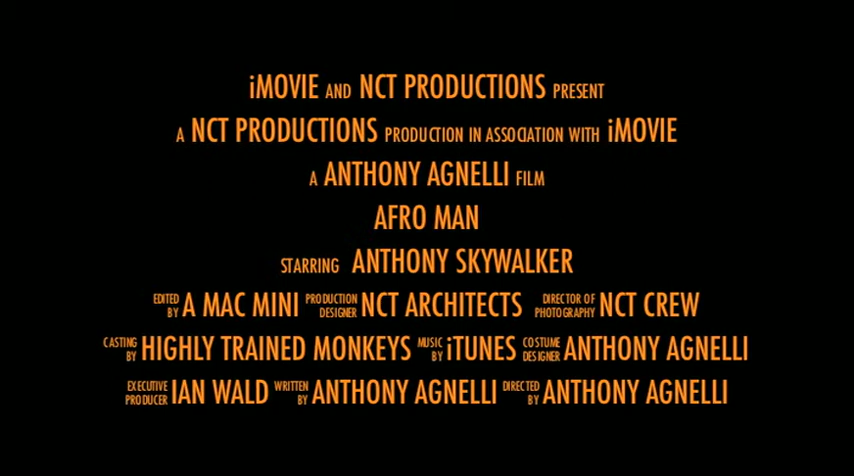 iMOVIE AND NCT PRODUCTIONS PRESENT
A NCT PRODUCTIONS PRODUCTION IN ASSOCIATION WITH iMOVIE
A ANTHONY AGNELLI FILM
AFRO MAN
STARRING ANTHONY SKYWALKER
EDITED BY A MAC MINI PRODUCTION DESIGNER NCT ARCHITECTS DIRECTOR OF PHOTOGRAPHY NCT CREW
CASTING BY HIGHLY TRAINED MONKEYS MUSIC BY iTUNES COSTUME DESIGNER ANTHONY AGNELLI
EXECUTIVE PRODUCER IAN WALD WRITTEN BY ANTHONY AGNELLI DIRECTED BY ANTHONY AGNELLI